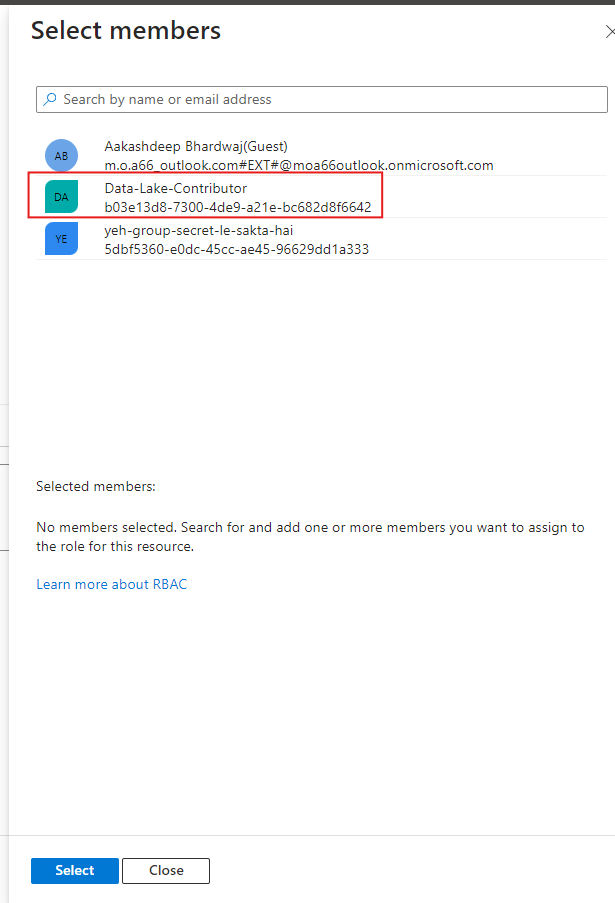 Select members
Search by name or email address
AB
Aakashdeep Bhardwaj(Guest)
m.o.a66_outlook.com#EXT#@moa66outlook.onmicrosoft.com
DA
Data-Lake-Contributor
b03e13d8-7300-4de9-a21e-bc682d8f6642
YE
yeh-group-secret-le-sakta-hai
5dbf5360-e0dc-45cc-ae45-96629dd1a333
Selected members:
No members selected. Search for and add one or more members you want to assign to
the role for this resource.
Learn more about RBAC
Select
Close